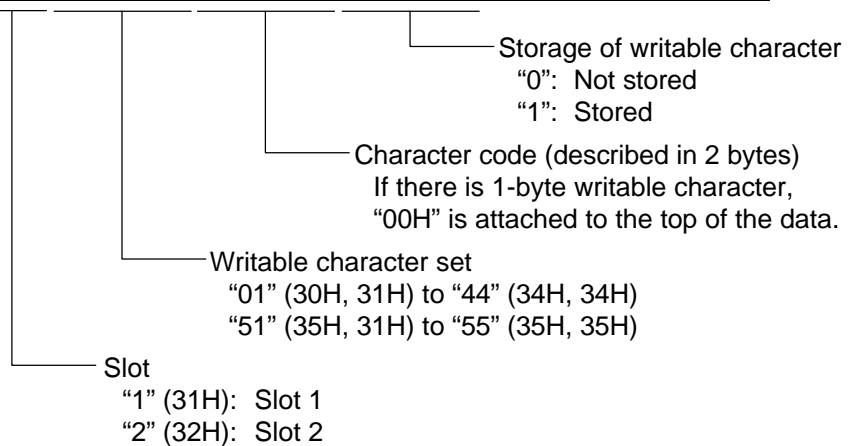 Storage of writable character
“0”: Not stored
“1”: Stored
Character code (described in 2 bytes)
If there is 1-byte writable character,
“00H” is attached to the top of the data.
Writable character set
“01” (30H, 31H) to “44” (34H, 34H)
“51” (35H, 31H) to “55” (35H, 35H)
Slot
“1” (31H): Slot 1
“2” (32H): Slot 2